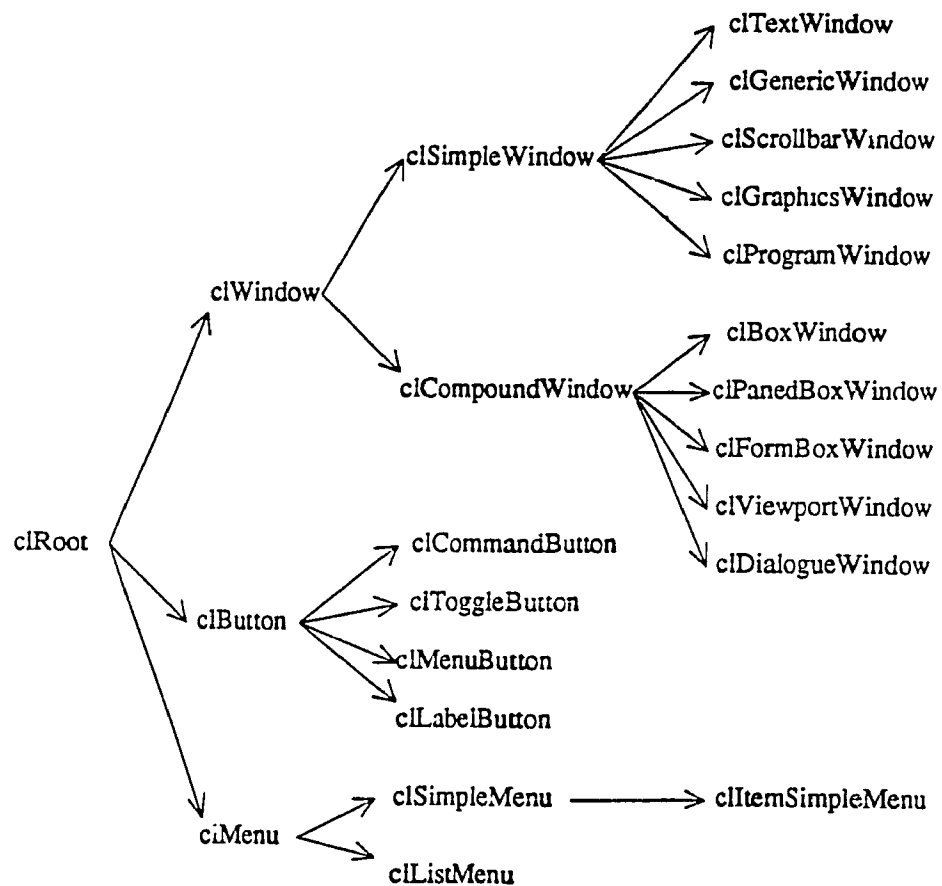 clTextWindow
clGenericWindow
clScrollbarWindow
clSimpleWindow
clGraphicsWindow
clProgramWindow
clWindow
clBoxWindow
clCompoundWindow
clPanedBoxWindow
clFormBoxWindow
clViewportWindow
clRoot
clCommandButton
clDialogueWindow
clToggleButton
clButton
clMenuButton
clLabelButton
clSimpleMenu
clItemSimpleMenu
clMenu
clListMenu